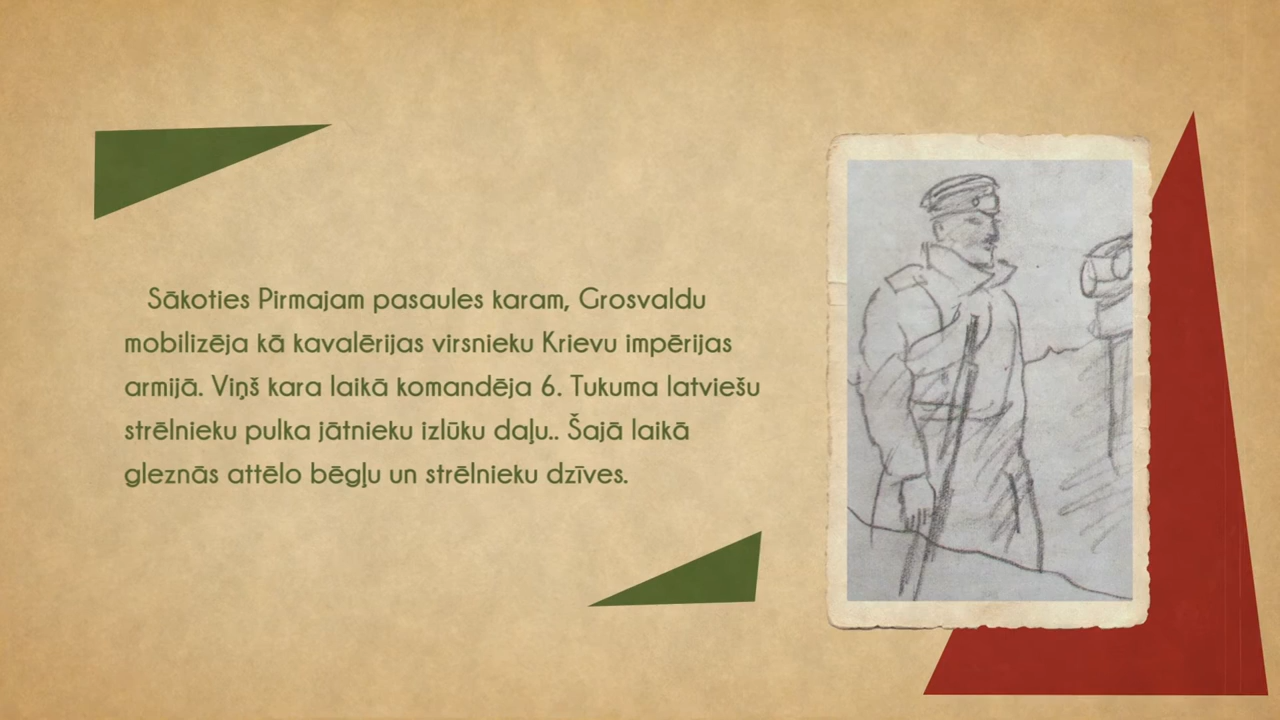 Sākoties Pirmajam pasaules karam, Grosvaldu
mobilizēja kā kavalērijas virsnieku Krievu impērijas
armijā. Viņš kara laikā komandēja 6. Tukuma latviešu
strēlnieku pulka jātnieku izlūku daļu.. Šajā laikā
gleznās attēlo bēgļu un strēlnieku dzīves.